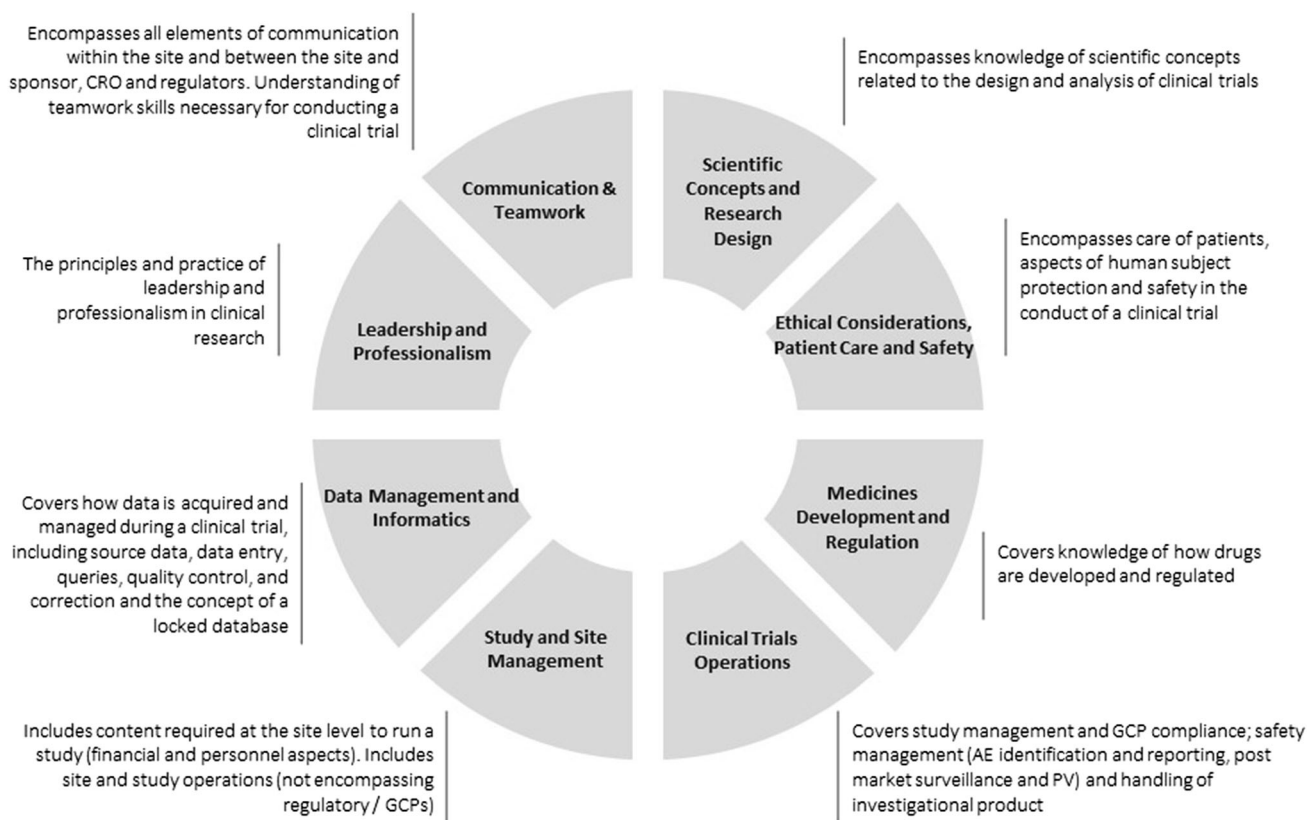 Encompasses all elements of communication
within the site and between the site and
sponsor, CRO and regulators. Understanding of
teamwork skills necessary for conducting a
clinical trial
Encompasses knowledge of scientific concepts
related to the design and analysis of clinical trials
Communication &
Teamwork
Scientific
Concepts and
Research
Design
The principles and practice of
leadership and
professionalism in clinical
research
Leadership and
Professionalism
Ethical Considerations,
Patient Care and Safety
Encompasses care of patients,
aspects of human subject
protection and safety in the
conduct of a clinical trial
Covers how data is acquired and
managed during a clinical trial,
including source data, data entry,
queries, quality control, and
correction and the concept of a
locked database
Data Management and
Informatics
Medicines
Development and
Regulation
Covers knowledge of how drugs
are developed and regulated
Study and Site
Management
Clinical Trials
Operations
Includes content required at the site level to run a
study (financial and personnel aspects). Includes
site and study operations (not encompassing
regulatory / GCPs)
Covers study management and GCP compliance; safety
management (AE identification and reporting, post
market surveillance and PV) and handling of
investigational product